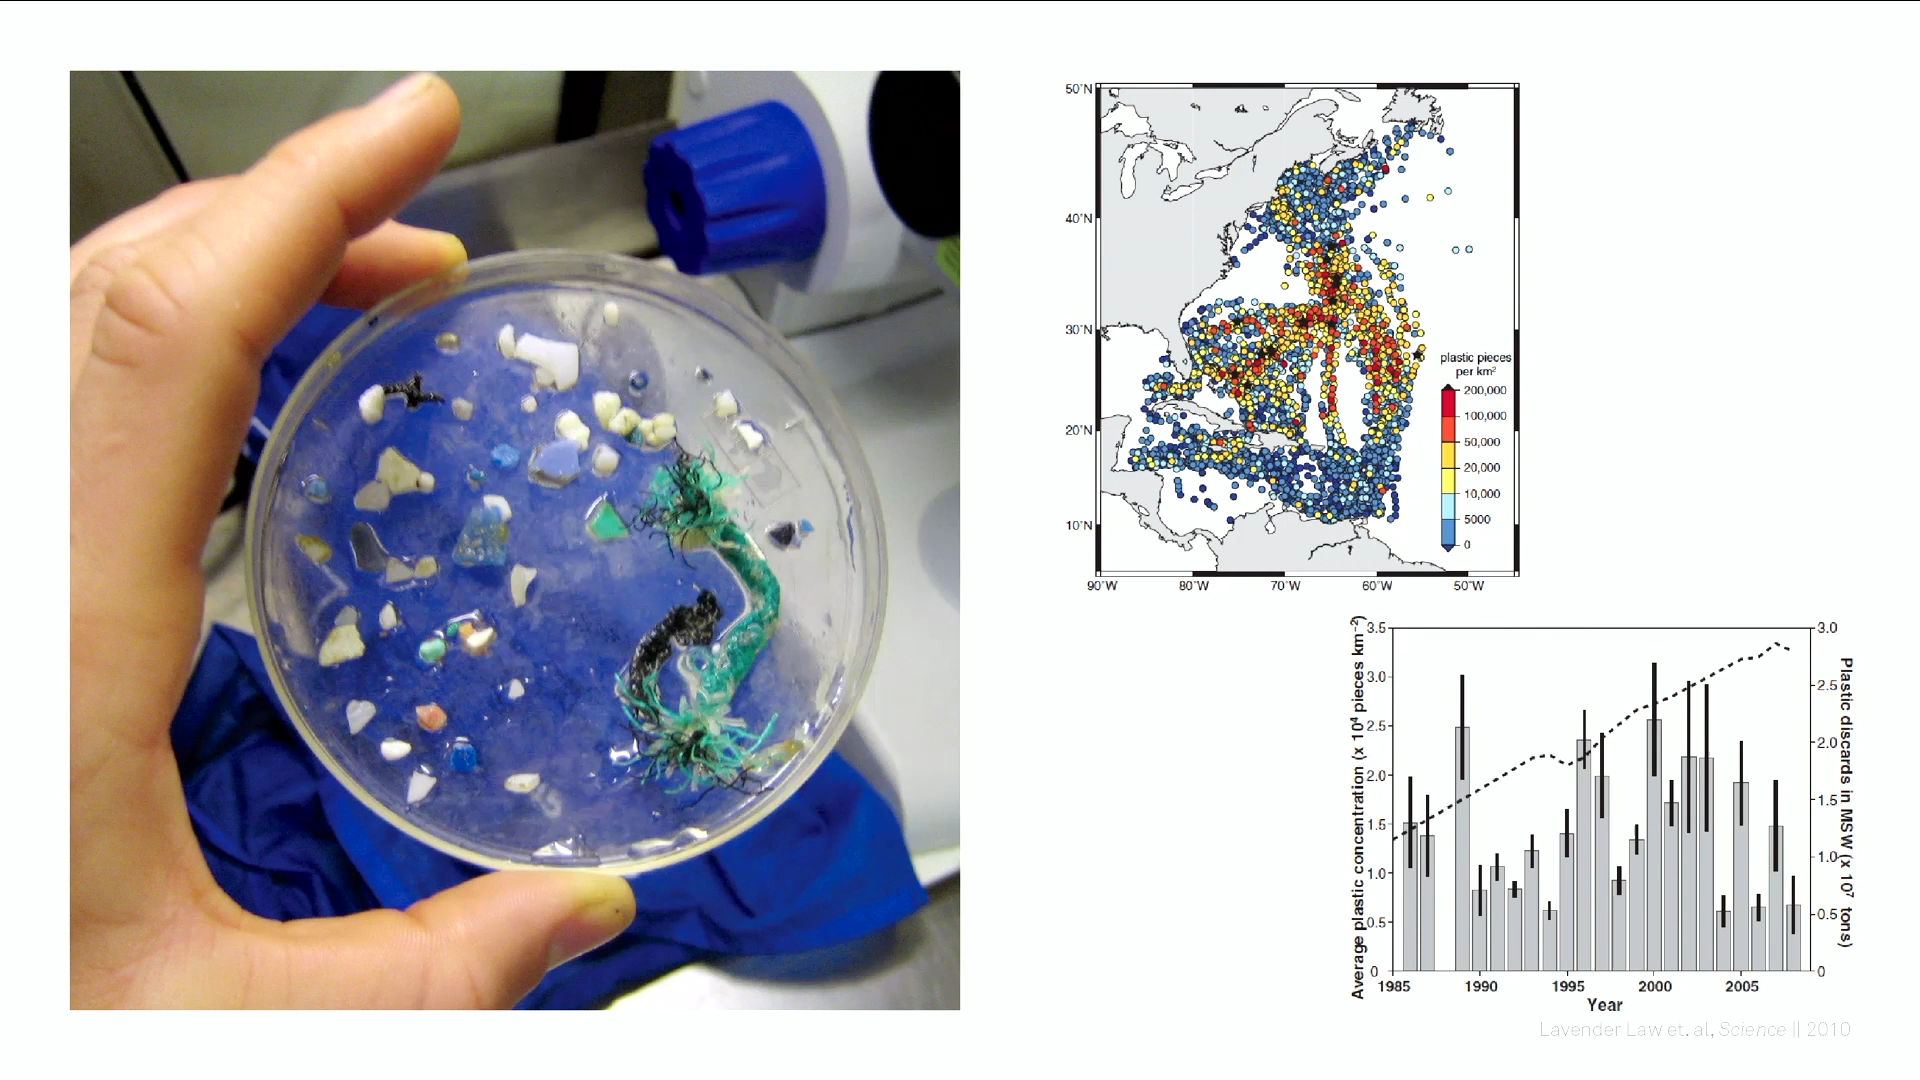 50°N
40°N
30°N
20°N
10°N
90°W 80°W 70°W 60°W 50°W
plastic pieces
per km²
200,000
100,000
50,000
20,000
10,000
5000
0
Average plastic concentration (x 10⁴ pieces km⁻²)
3.5
3.0
2.5
2.0
1.5
1.0
0.5
0
3.0
2.5
2.0
1.5
1.0
0.5
0
Plastic discards in MSW (x 10⁷ tons)
1985 1990 1995 2000 2005
Year
Lavender Law et. al, Science || 2010